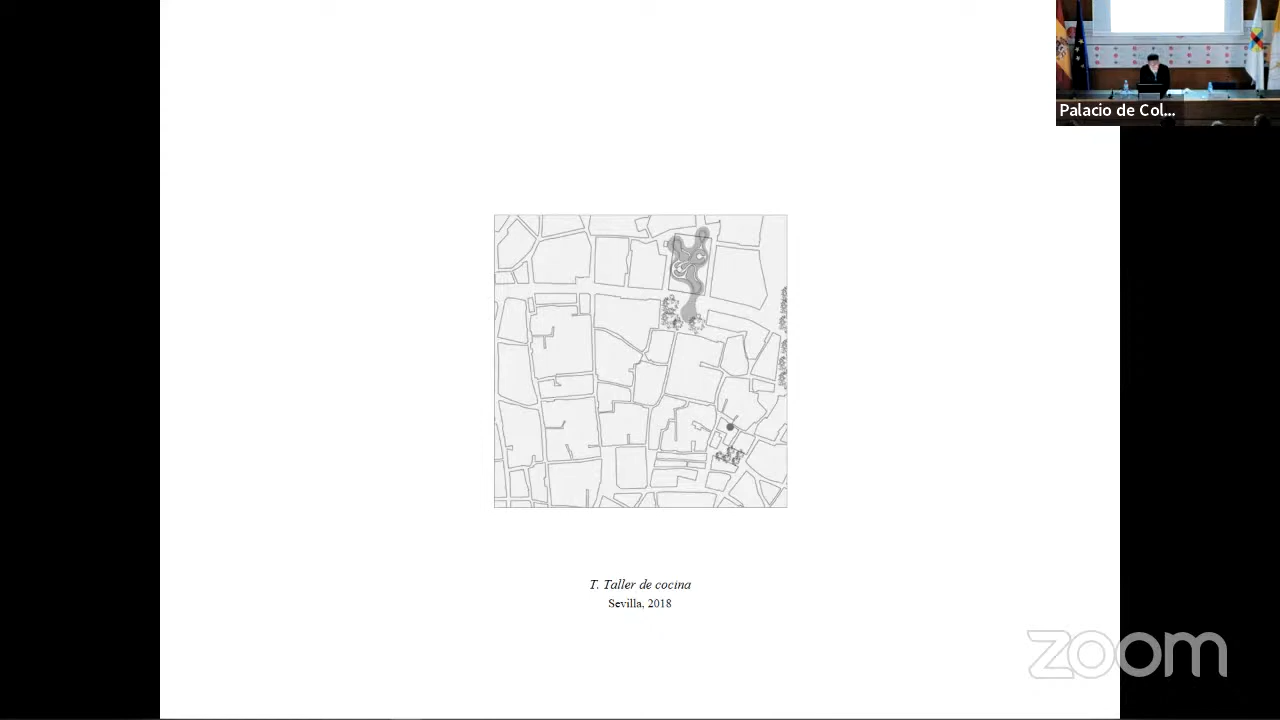 Palacio de Col...
T. Taller de cocina
Sevilla, 2018
zoom